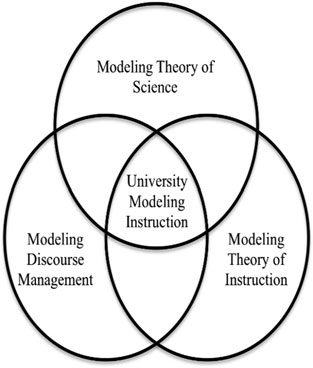 Modeling Theory of
Science
University
Modeling
Instruction
Modeling
Discourse
Management
Modeling
Theory of
Instruction